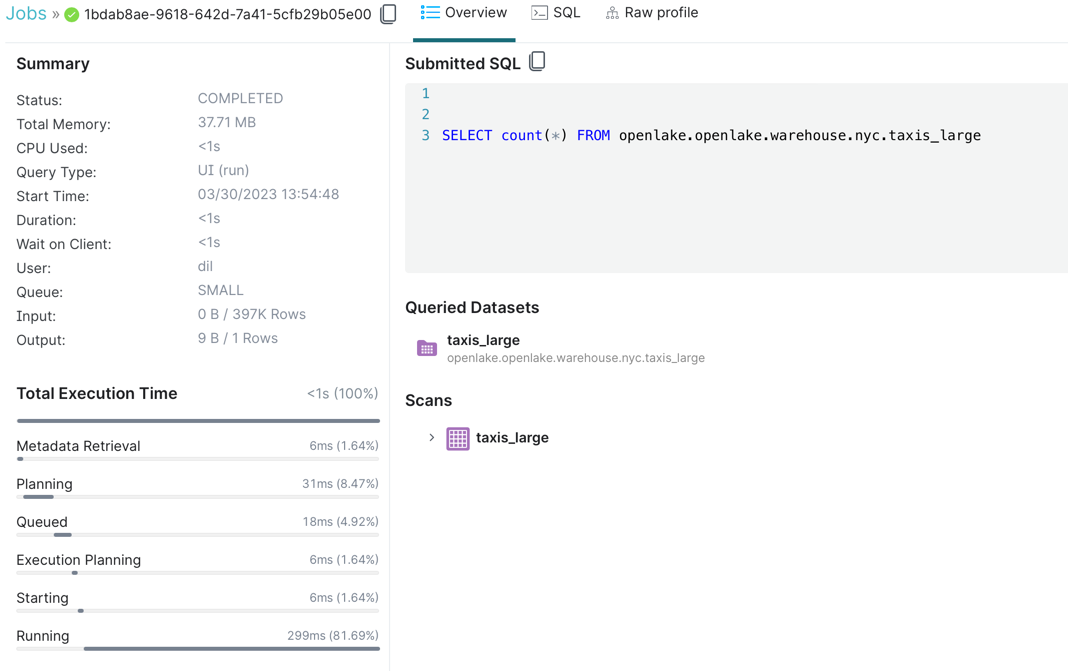 Jobs » 1bdab8ae-9618-642d-7a41-5cfb29b05e00
Overview
SQL
Raw profile
Summary
Status: COMPLETED
Total Memory: 37.71 MB
CPU Used: <1s
Query Type: UI (run)
Start Time: 03/30/2023 13:54:48
Duration: <1s
Wait on Client: <1s
User: dil
Queue: SMALL
Input: 0 B / 397K Rows
Output: 9 B / 1 Rows
Total Execution Time <1s (100%)
Metadata Retrieval 6ms (1.64%)
Planning 31ms (8.47%)
Queued 18ms (4.92%)
Execution Planning 6ms (1.64%)
Starting 6ms (1.64%)
Running 299ms (81.69%)
Submitted SQL
1
2
3 SELECT count(*) FROM openlake.openlake.warehouse.nyc.taxis_large
Queried Datasets
taxis_large
openlake.openlake.warehouse.nyc.taxis_large
Scans
taxis_large